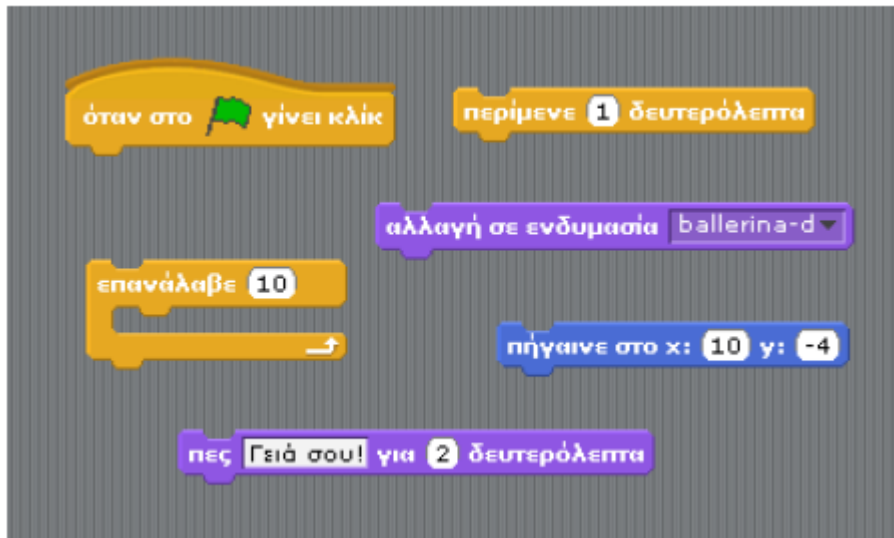 όταν στο γίνει κλίκ
περίμενε 1 δευτερόλεπτα
αλλαγή σε ενδυμασία ballerina-d
επανάλαβε 10
πήγαινε στο x: 10 y: -4
πες Γειά σου! για 2 δευτερόλεπτα